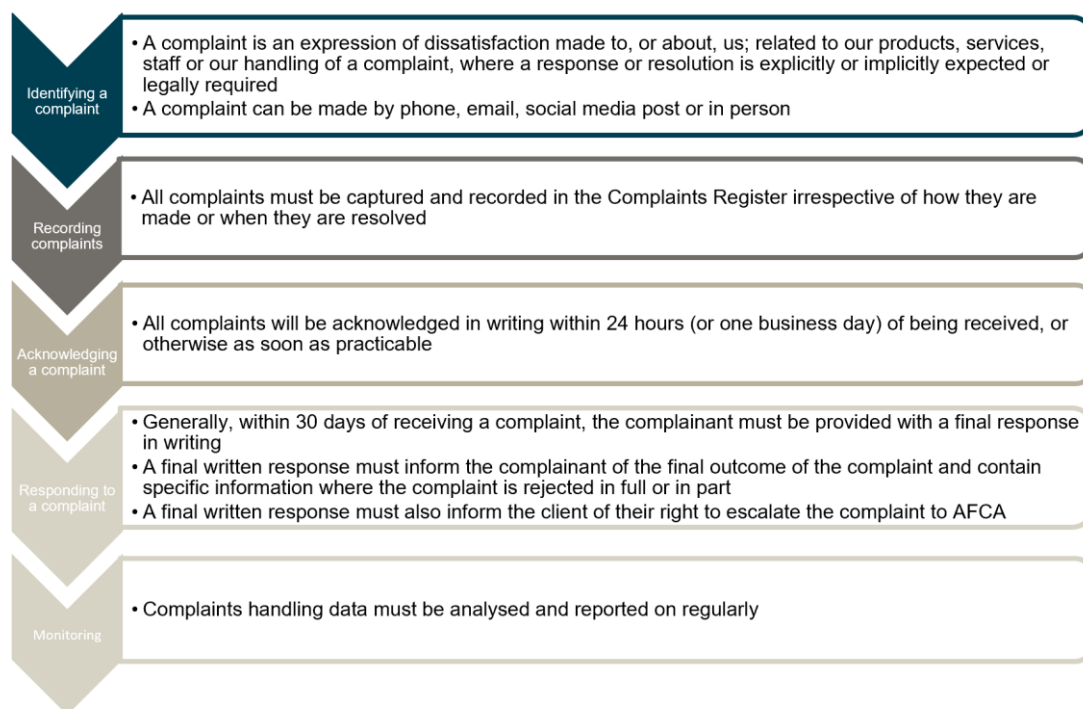 Identifying a
complaint
• A complaint is an expression of dissatisfaction made to, or about, us; related to our products, services,
staff or our handling of a complaint, where a response or resolution is explicitly or implicitly expected or
legally required
• A complaint can be made by phone, email, social media post or in person
Recording
complaints
• All complaints must be captured and recorded in the Complaints Register irrespective of how they are
made or when they are resolved
Acknowledging
a complaint
• All complaints will be acknowledged in writing within 24 hours (or one business day) of being received, or
otherwise as soon as practicable
Responding to
a complaint
• Generally, within 30 days of receiving a complaint, the complainant must be provided with a final response
in writing
• A final written response must inform the complainant of the final outcome of the complaint and contain
specific information where the complaint is rejected in full or in part
• A final written response must also inform the client of their right to escalate the complaint to AFCA
Monitoring
• Complaints handling data must be analysed and reported on regularly